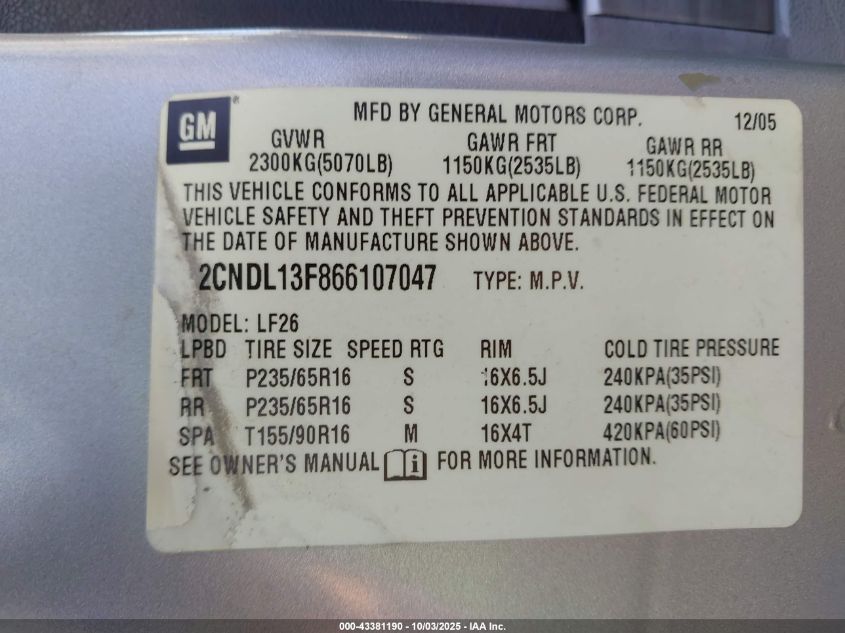 GM ®
MFD BY GENERAL MOTORS CORP. 12/05
GVWR GAWR FRT GAWR RR
2300KG(5070LB) 1150KG(2535LB) 1150KG(2535LB)
THIS VEHICLE CONFORMS TO ALL APPLICABLE U.S. FEDERAL MOTOR
VEHICLE SAFETY AND THEFT PREVENTION STANDARDS IN EFFECT ON
THE DATE OF MANUFACTURE SHOWN ABOVE.
2CNDL13F866107047 TYPE: M.P.V.
MODEL: LF26
LPBD TIRE SIZE SPEED RTG RIM COLD TIRE PRESSURE
FRT P235/65R16 S 16X6.5J 240KPA(35PSI)
RR P235/65R16 S 16X6.5J 240KPA(35PSI)
SPA T155/90R16 M 16X4T 420KPA(60PSI)
SEE OWNER'S MANUAL i FOR MORE INFORMATION.
000-43381190 - 10/03/2025 - IAA Inc.